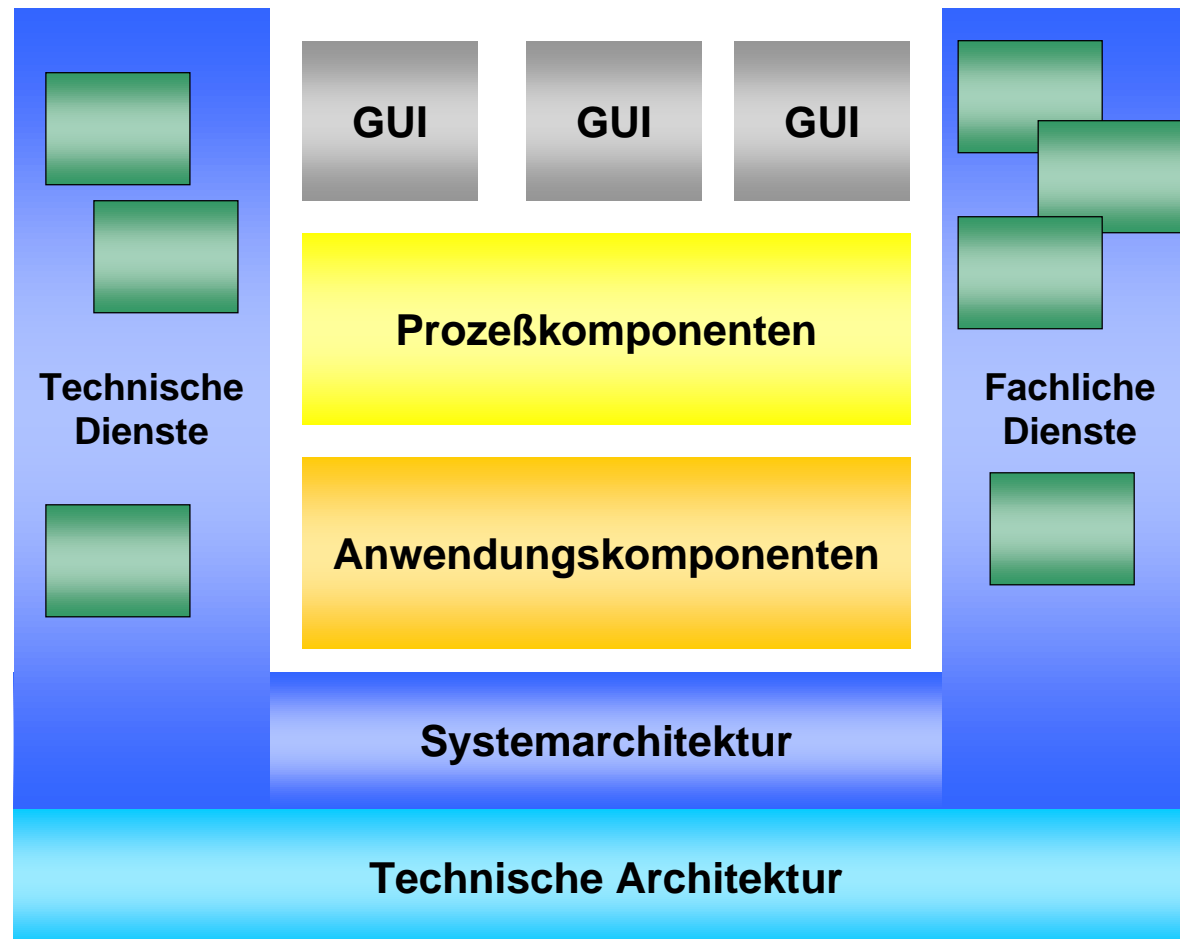 GUI
GUI
GUI
Prozeßkomponenten
Technische
Dienste
Fachliche
Dienste
Anwendungskomponenten
Systemarchitektur
Technische Architektur